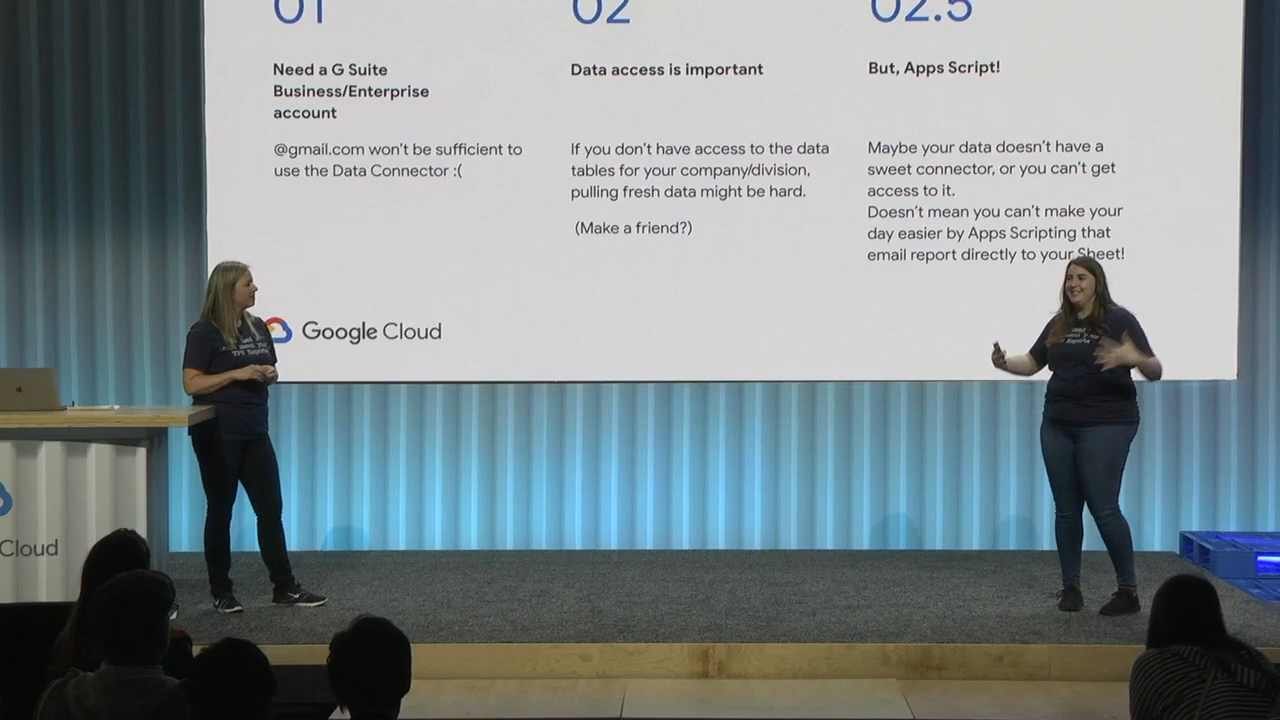 01
Need a G Suite
Business/Enterprise
account
@gmail.com won't be sufficient to
use the Data Connector :(
02
Data access is important
If you don't have access to the data
tables for your company/division,
pulling fresh data might be hard.
(Make a friend?)
02.5
But, Apps Script!
Maybe your data doesn't have a
sweet connector, or you can't get
access to it.
Doesn't mean you can't make your
day easier by Apps Scripting that
email report directly to your Sheet!
Google Cloud
TPS Reports
Reports
Cloud